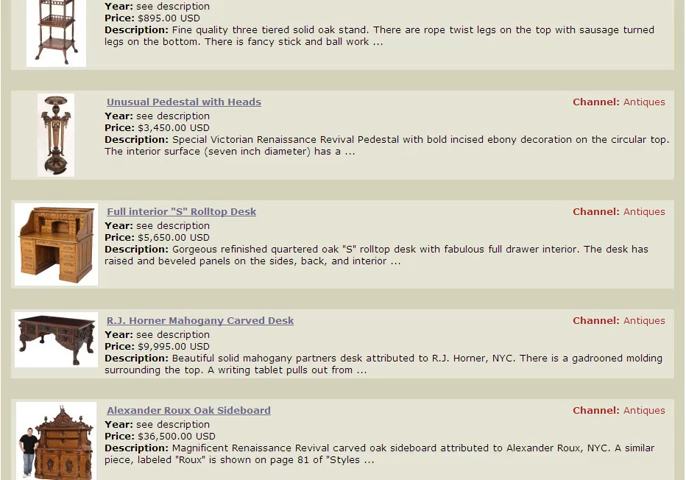 Year: see description
Price: $895.00 USD
Description: Fine quality three tiered solid oak stand. There are rope twist legs on the top with sausage turned
legs on the bottom. There is fancy stick and ball work ...
Unusual Pedestal with Heads
Channel: Antiques
Year: see description
Price: $3,450.00 USD
Description: Special Victorian Renaissance Revival Pedestal with bold incised ebony decoration on the circular top.
The interior surface (seven inch diameter) has a ...
Full interior "S" Rolltop Desk
Channel: Antiques
Year: see description
Price: $5,650.00 USD
Description: Gorgeous refinished quartered oak "S" rolltop desk with fabulous full drawer interior. The desk has
raised and beveled panels on the sides, back, and interior ...
R.J. Horner Mahogany Carved Desk
Channel: Antiques
Year: see description
Price: $9,995.00 USD
Description: Beautiful solid mahogany partners desk attributed to R.J. Horner, NYC. There is a gadrooned molding
surrounding the top. A writing tablet pulls out from ...
Alexander Roux Oak Sideboard
Channel: Antiques
Year: see description
Price: $36,500.00 USD
Description: Magnificent Renaissance Revival carved oak sideboard attributed to Alexander Roux, NYC. A similar
piece, labeled "Roux" is shown on page 81 of "Styles ...